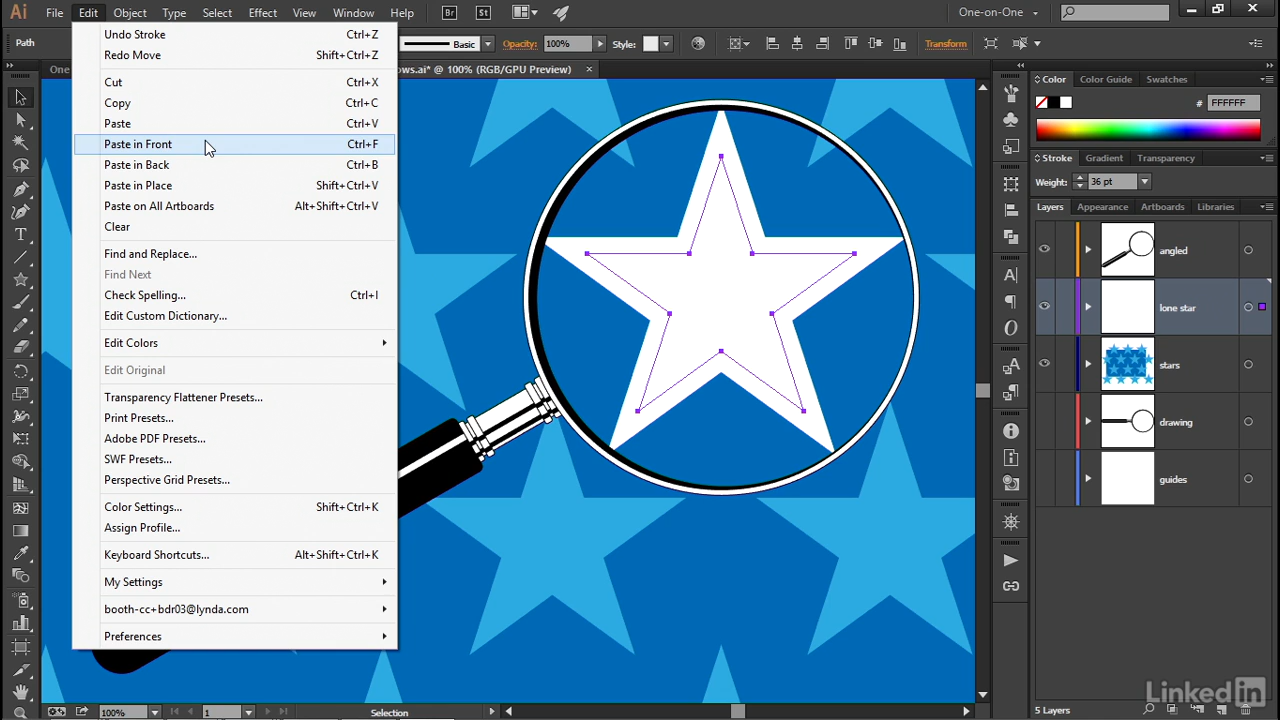 Ai File Edit Object Type Select Effect View Window Help Br St One-on-One
Path Basic Opacity: 100% Style: Transform
One ws.ai* @ 100% (RGB/GPU Preview) ×
Undo Stroke Ctrl+Z
Redo Move Shift+Ctrl+Z
Cut Ctrl+X
Copy Ctrl+C
Paste Ctrl+V
Paste in Front Ctrl+F
Paste in Back Ctrl+B
Paste in Place Shift+Ctrl+V
Paste on All Artboards Alt+Shift+Ctrl+V
Clear
Find and Replace...
Find Next
Check Spelling... Ctrl+I
Edit Custom Dictionary...
Edit Colors
Edit Original
Transparency Flattener Presets...
Print Presets...
Adobe PDF Presets...
SWF Presets...
Perspective Grid Presets...
Color Settings... Shift+Ctrl+K
Assign Profile...
Keyboard Shortcuts... Alt+Shift+Ctrl+K
My Settings
booth-cc+bdr03@lynda.com
Preferences
Color Color Guide Swatches
# FFFFFF
Stroke Gradient Transparency
Weight: 36 pt
Layers Appearance Artboards Libraries
angled
lone star
stars
drawing
guides
100% 1 Selection
5 Layers
LinkedIn